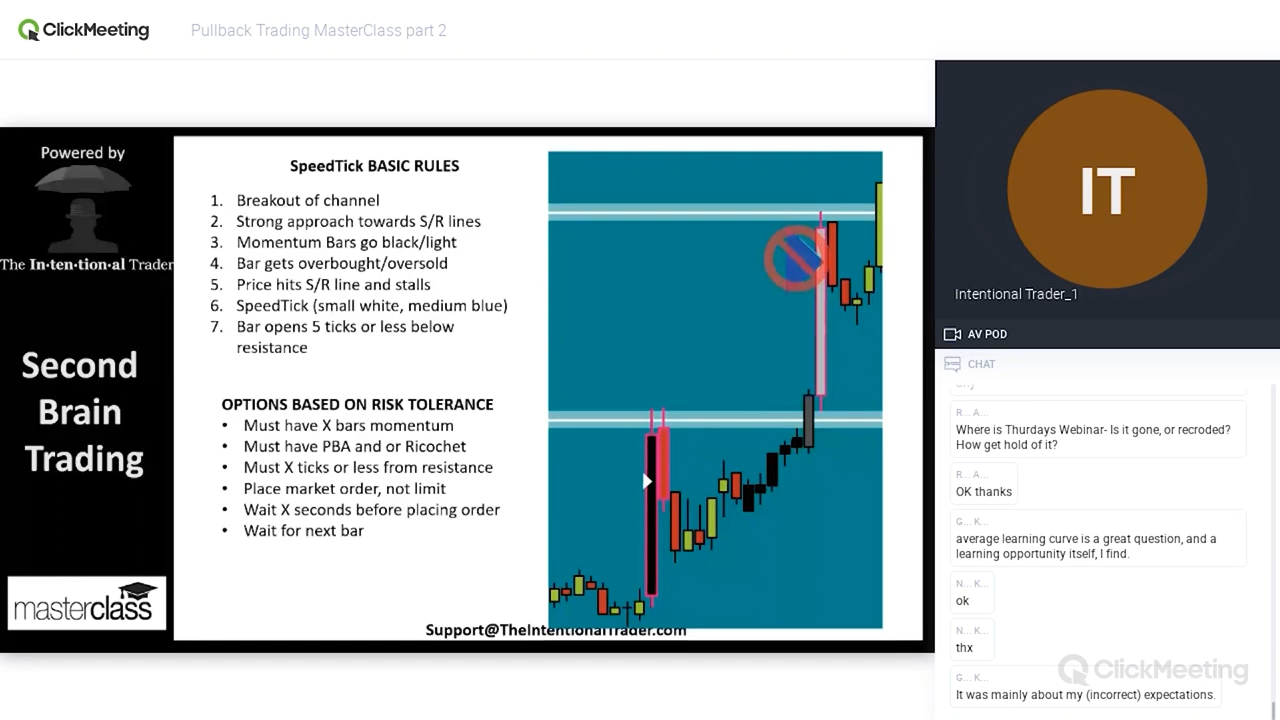 ClickMeeting
Pullback Trading MasterClass part 2
Powered by
The In·ten·tion·al Trader
Second
Brain
Trading
masterclass
SpeedTick BASIC RULES
1. Breakout of channel
2. Strong approach towards S/R lines
3. Momentum Bars go black/light
4. Bar gets overbought/oversold
5. Price hits S/R line and stalls
6. SpeedTick (small white, medium blue)
7. Bar opens 5 ticks or less below
resistance
OPTIONS BASED ON RISK TOLERANCE
• Must have X bars momentum
• Must have PBA and or Ricochet
• Must X ticks or less from resistance
• Place market order, not limit
• Wait X seconds before placing order
• Wait for next bar
Support@TheIntentionalTrader.com
IT
Intentional Trader_1
AV POD
CHAT
R... A...
Where is Thurdays Webinar- Is it gone, or recroded?
How get hold of it?
R... A...
OK thanks
G... K...
average learning curve is a great question, and a
learning opportunity itself, I find.
N... K...
ok
N... K...
thx
G... K...
It was mainly about my (incorrect) expectations.
ClickMeeting